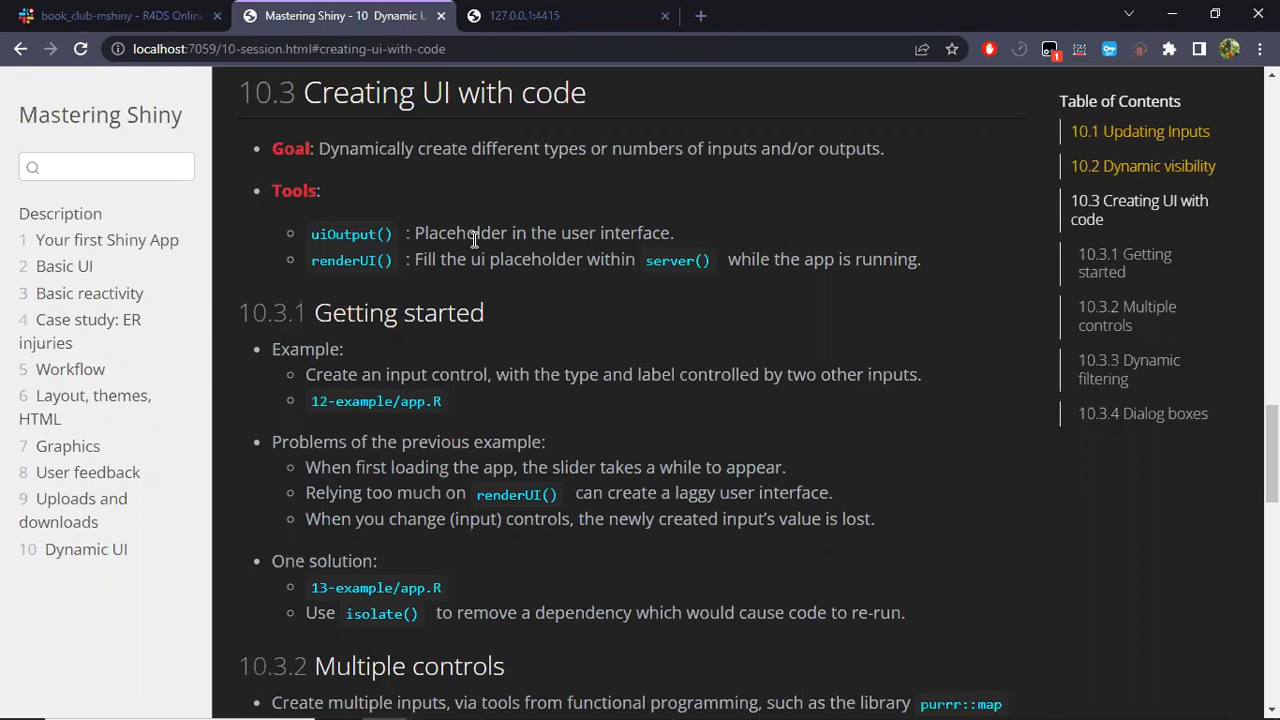 book_club-mshiny - R4DS Online
Mastering Shiny - 10 Dynamic U
127.0.0.1:4415
localhost:7059/10-session.html#creating-ui-with-code
1
Mastering Shiny
Description
1 Your first Shiny App
2 Basic UI
3 Basic reactivity
4 Case study: ER
injuries
5 Workflow
6 Layout, themes,
HTML
7 Graphics
8 User feedback
9 Uploads and
downloads
10 Dynamic UI
10.3 Creating UI with code
Goal: Dynamically create different types or numbers of inputs and/or outputs.
Tools:
uiOutput() : Placeholder in the user interface.
renderUI() : Fill the ui placeholder within server() while the app is running.
10.3.1 Getting started
Example:
Create an input control, with the type and label controlled by two other inputs.
12-example/app.R
Problems of the previous example:
When first loading the app, the slider takes a while to appear.
Relying too much on renderUI() can create a laggy user interface.
When you change (input) controls, the newly created input's value is lost.
One solution:
13-example/app.R
Use isolate() to remove a dependency which would cause code to re-run.
10.3.2 Multiple controls
Create multiple inputs, via tools from functional programming, such as the library purrr::map
Table of Contents
10.1 Updating Inputs
10.2 Dynamic visibility
10.3 Creating UI with
code
10.3.1 Getting
started
10.3.2 Multiple
controls
10.3.3 Dynamic
filtering
10.3.4 Dialog boxes